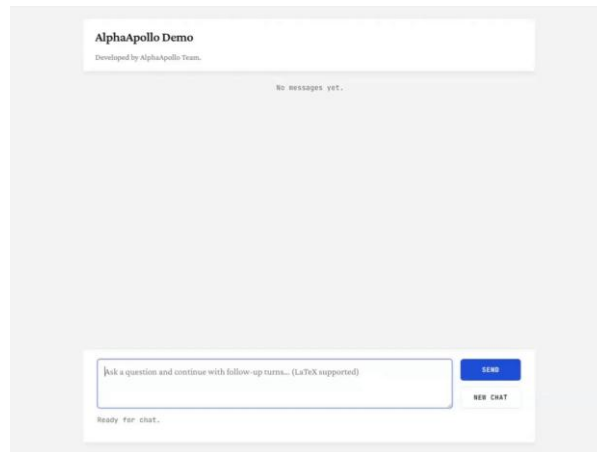 AlphaApollo Demo
Developed by AlphaApollo Team.
No messages yet.
Ask a question and continue with follow-up turns... (LaTeX supported)
SEND
NEW CHAT
Ready for chat.